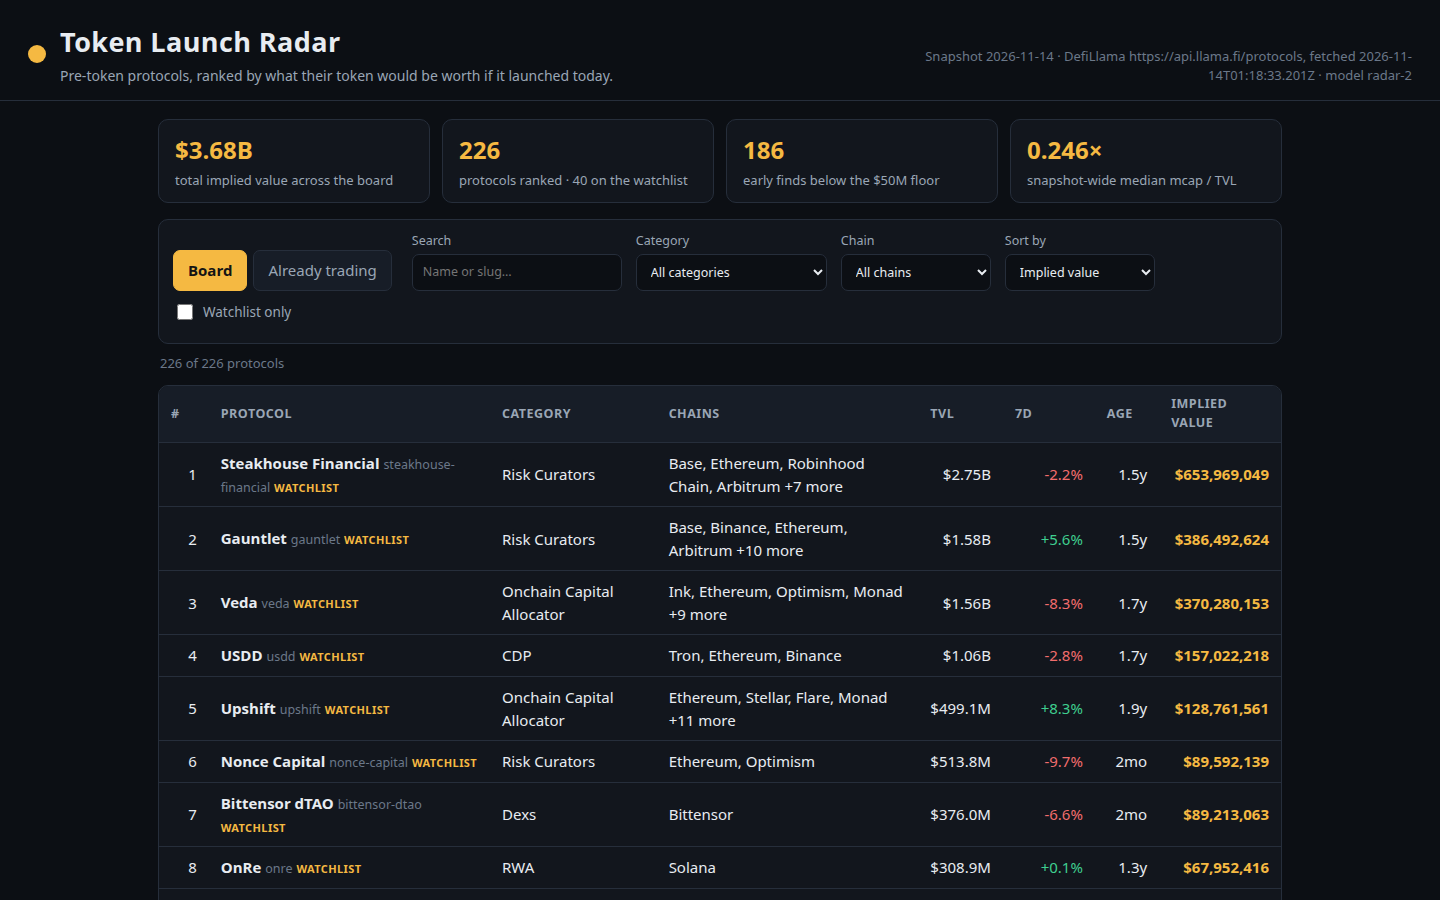 Token Launch Radar
Pre-token protocols, ranked by what their token would be worth if it launched today.
Snapshot 2026-11-14 · DefiLlama https://api.llama.fi/protocols, fetched 2026-11-
14T01:18:33.201Z · model radar-2
$3.68B
total implied value across the board
226
protocols ranked · 40 on the watchlist
186
early finds below the $50M floor
0.246×
snapshot-wide median mcap / TVL
Board
Already trading
Search
Name or slug...
Category
All categories
Chain
All chains
Sort by
Implied value
Watchlist only
226 of 226 protocols
# PROTOCOL CATEGORY CHAINS TVL 7D AGE IMPLIED
VALUE
1 Steakhouse Financial steakhouse-
financial WATCHLIST
Risk Curators
Base, Ethereum, Robinhood
Chain, Arbitrum +7 more
$2.75B -2.2% 1.5y $653,969,049
2 Gauntlet gauntlet WATCHLIST
Risk Curators
Base, Binance, Ethereum,
Arbitrum +10 more
$1.58B +5.6% 1.5y $386,492,624
3 Veda veda WATCHLIST
Onchain Capital
Allocator
Ink, Ethereum, Optimism, Monad
+9 more
$1.56B -8.3% 1.7y $370,280,153
4 USDD usdd WATCHLIST CDP Tron, Ethereum, Binance $1.06B -2.8% 1.7y $157,022,218
5 Upshift upshift WATCHLIST
Onchain Capital
Allocator
Ethereum, Stellar, Flare, Monad
+11 more
$499.1M +8.3% 1.9y $128,761,561
6 Nonce Capital nonce-capital WATCHLIST Risk Curators Ethereum, Optimism $513.8M -9.7% 2mo $89,592,139
7 Bittensor dTAO bittensor-dtao
WATCHLIST
Dexs Bittensor $376.0M -6.6% 2mo $89,213,063
8 OnRe onre WATCHLIST RWA Solana $308.9M +0.1% 1.3y $67,952,416